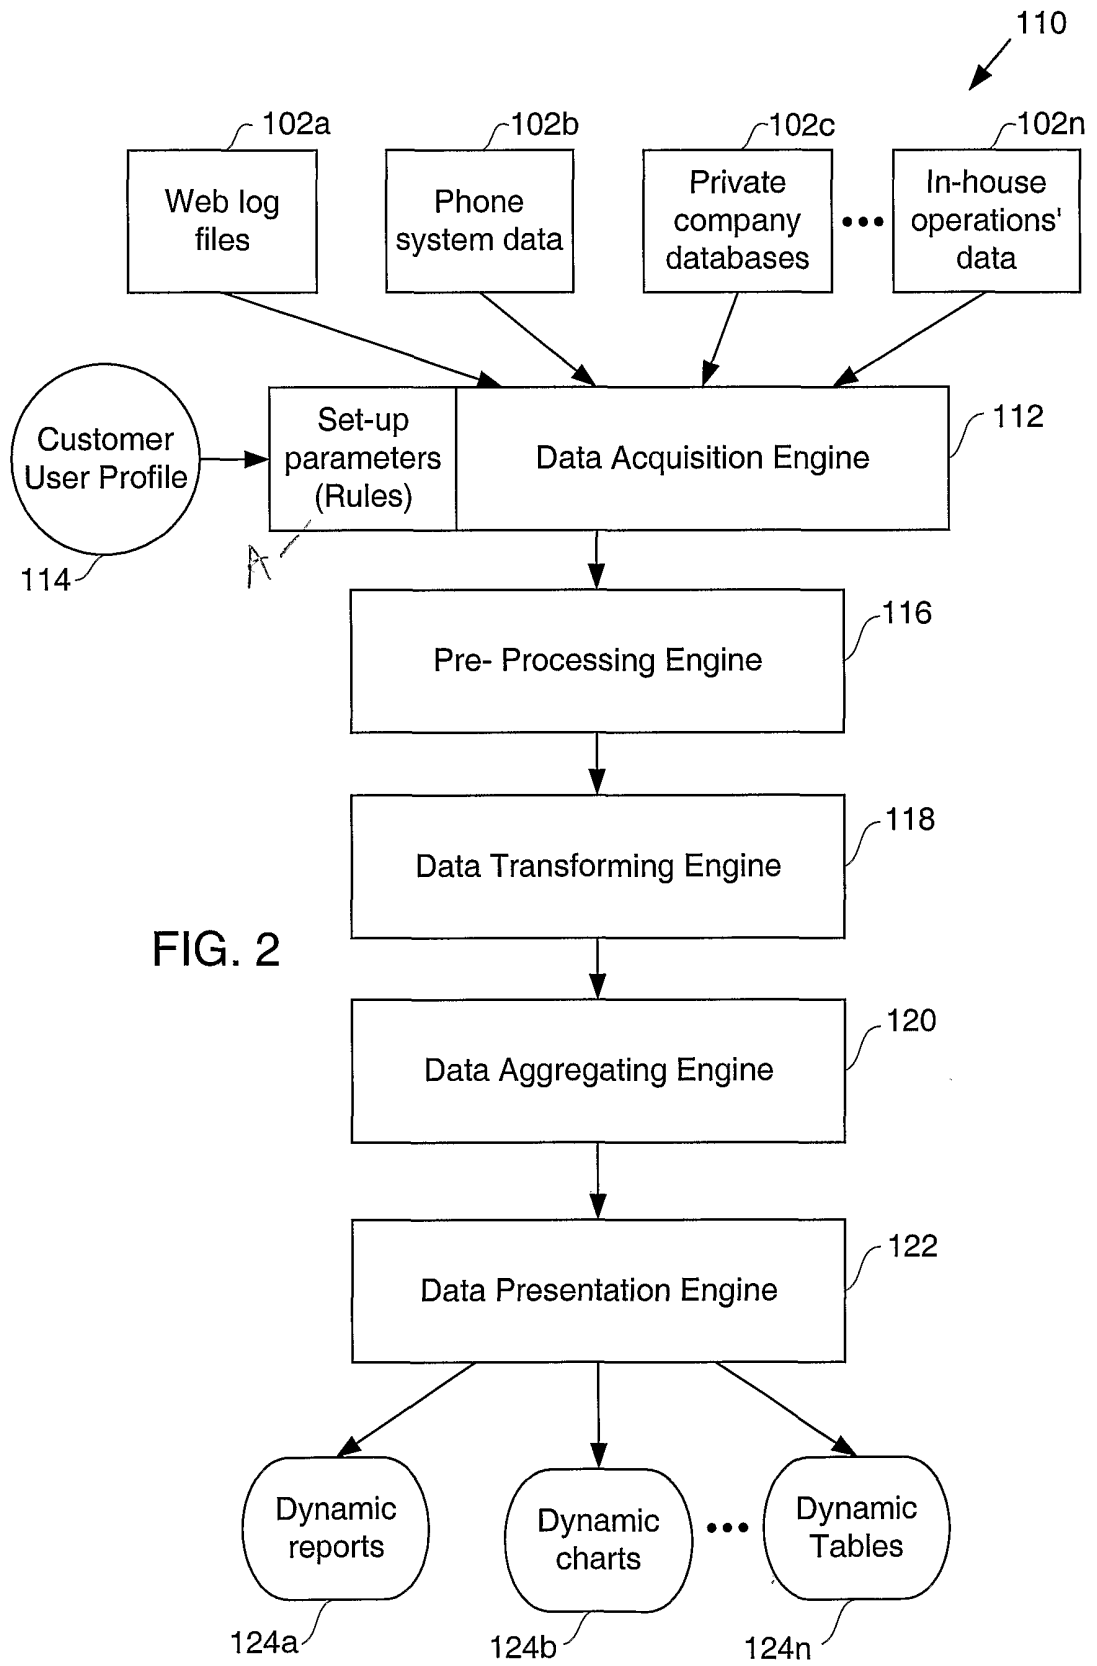 110
102a
102b
102c
102n
Web log
files
Phone
system data
Private
company
databases
In-house
operations'
data
Customer
User Profile
114
Set-up
parameters
(Rules)
A
Data Acquisition Engine
112
Pre- Processing Engine
116
Data Transforming Engine
118
FIG. 2
Data Aggregating Engine
120
Data Presentation Engine
122
Dynamic
reports
Dynamic
charts
Dynamic
Tables
124a
124b
124n